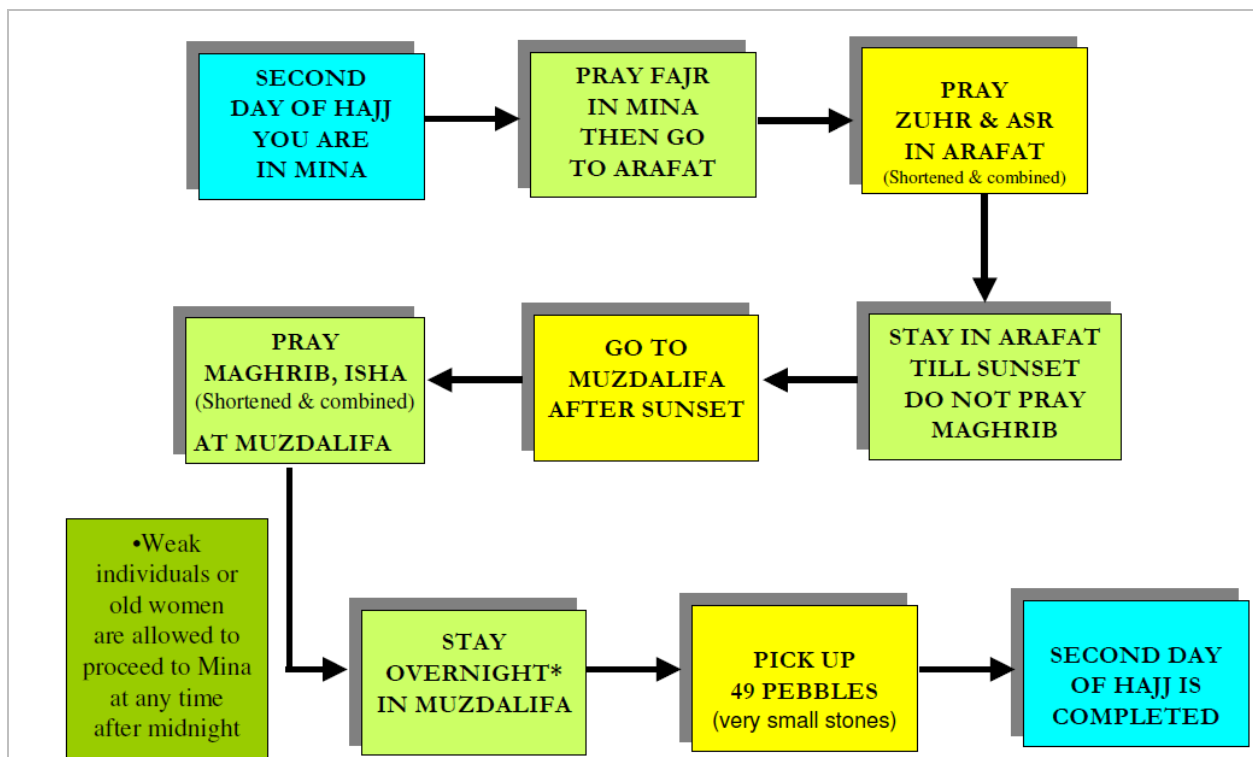 SECOND
DAY OF HAJJ
YOU ARE
IN MINA
PRAY FAJR
IN MINA
THEN GO
TO ARAFAT
PRAY
ZUHR & ASR
IN ARAFAT
(Shortened & combined)
STAY IN ARAFAT
TILL SUNSET
DO NOT PRAY
MAGHRIB
GO TO
MUZDALIFA
AFTER SUNSET
PRAY
MAGHRIB, ISHA
(Shortened & combined)
AT MUZDALIFA
•Weak
individuals or
old women
are allowed to
proceed to Mina
at any time
after midnight
STAY
OVERNIGHT*
IN MUZDALIFA
PICK UP
49 PEBBLES
(very small stones)
SECOND DAY
OF HAJJ IS
COMPLETED